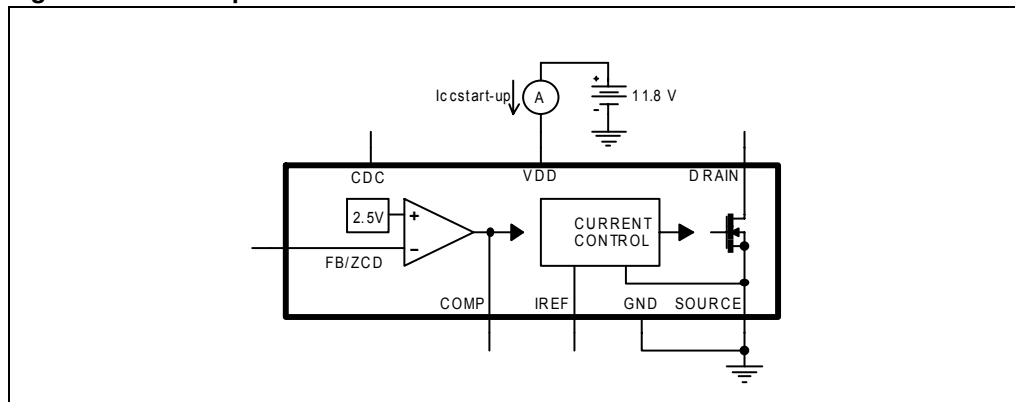 Iccstart-up
A
+
-
11.8 V
CDC
VDD
DRAIN
2.5V
+
-
CURRENT
CONTROL
FB/ZCD
COMP
IREF
GND
SOURCE